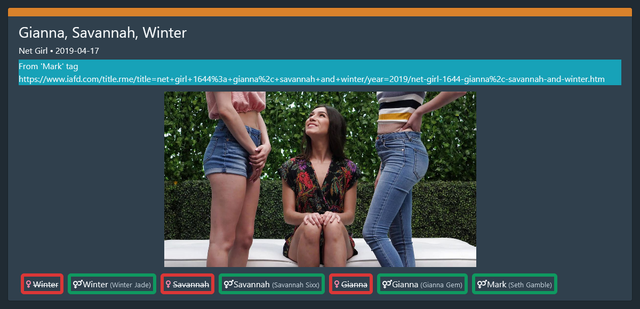 Gianna, Savannah, Winter
Net Girl • 2019-04-17
From 'Mark' tag
https://www.iafd.com/title.rme/title=net+girl+1644%3a+gianna%2c+savannah+and+winter/year=2019/net-girl-1644-gianna%2c-savannah-and-winter.htm
Winter Winter (Winter Jade) Savannah Savannah (Savannah Sixx) Gianna Gianna (Gianna Gem) Mark (Seth Gamble)